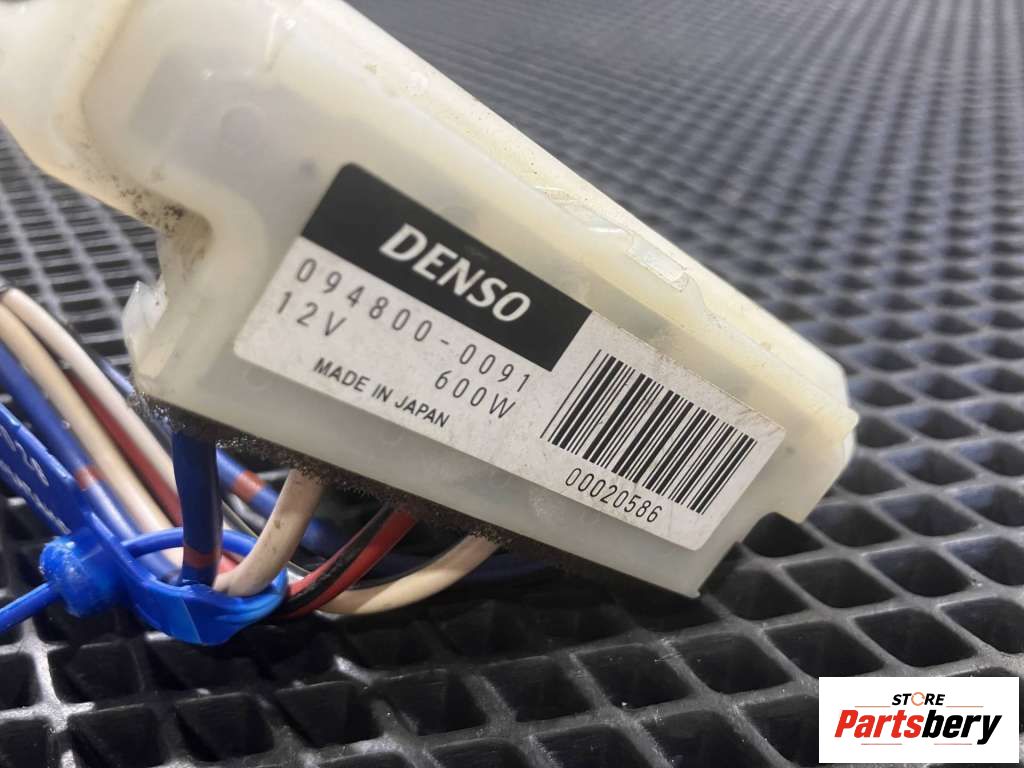 DENSO
094800-0091
12V 600W
MADE IN JAPAN
00020586
STORE
Partsbery